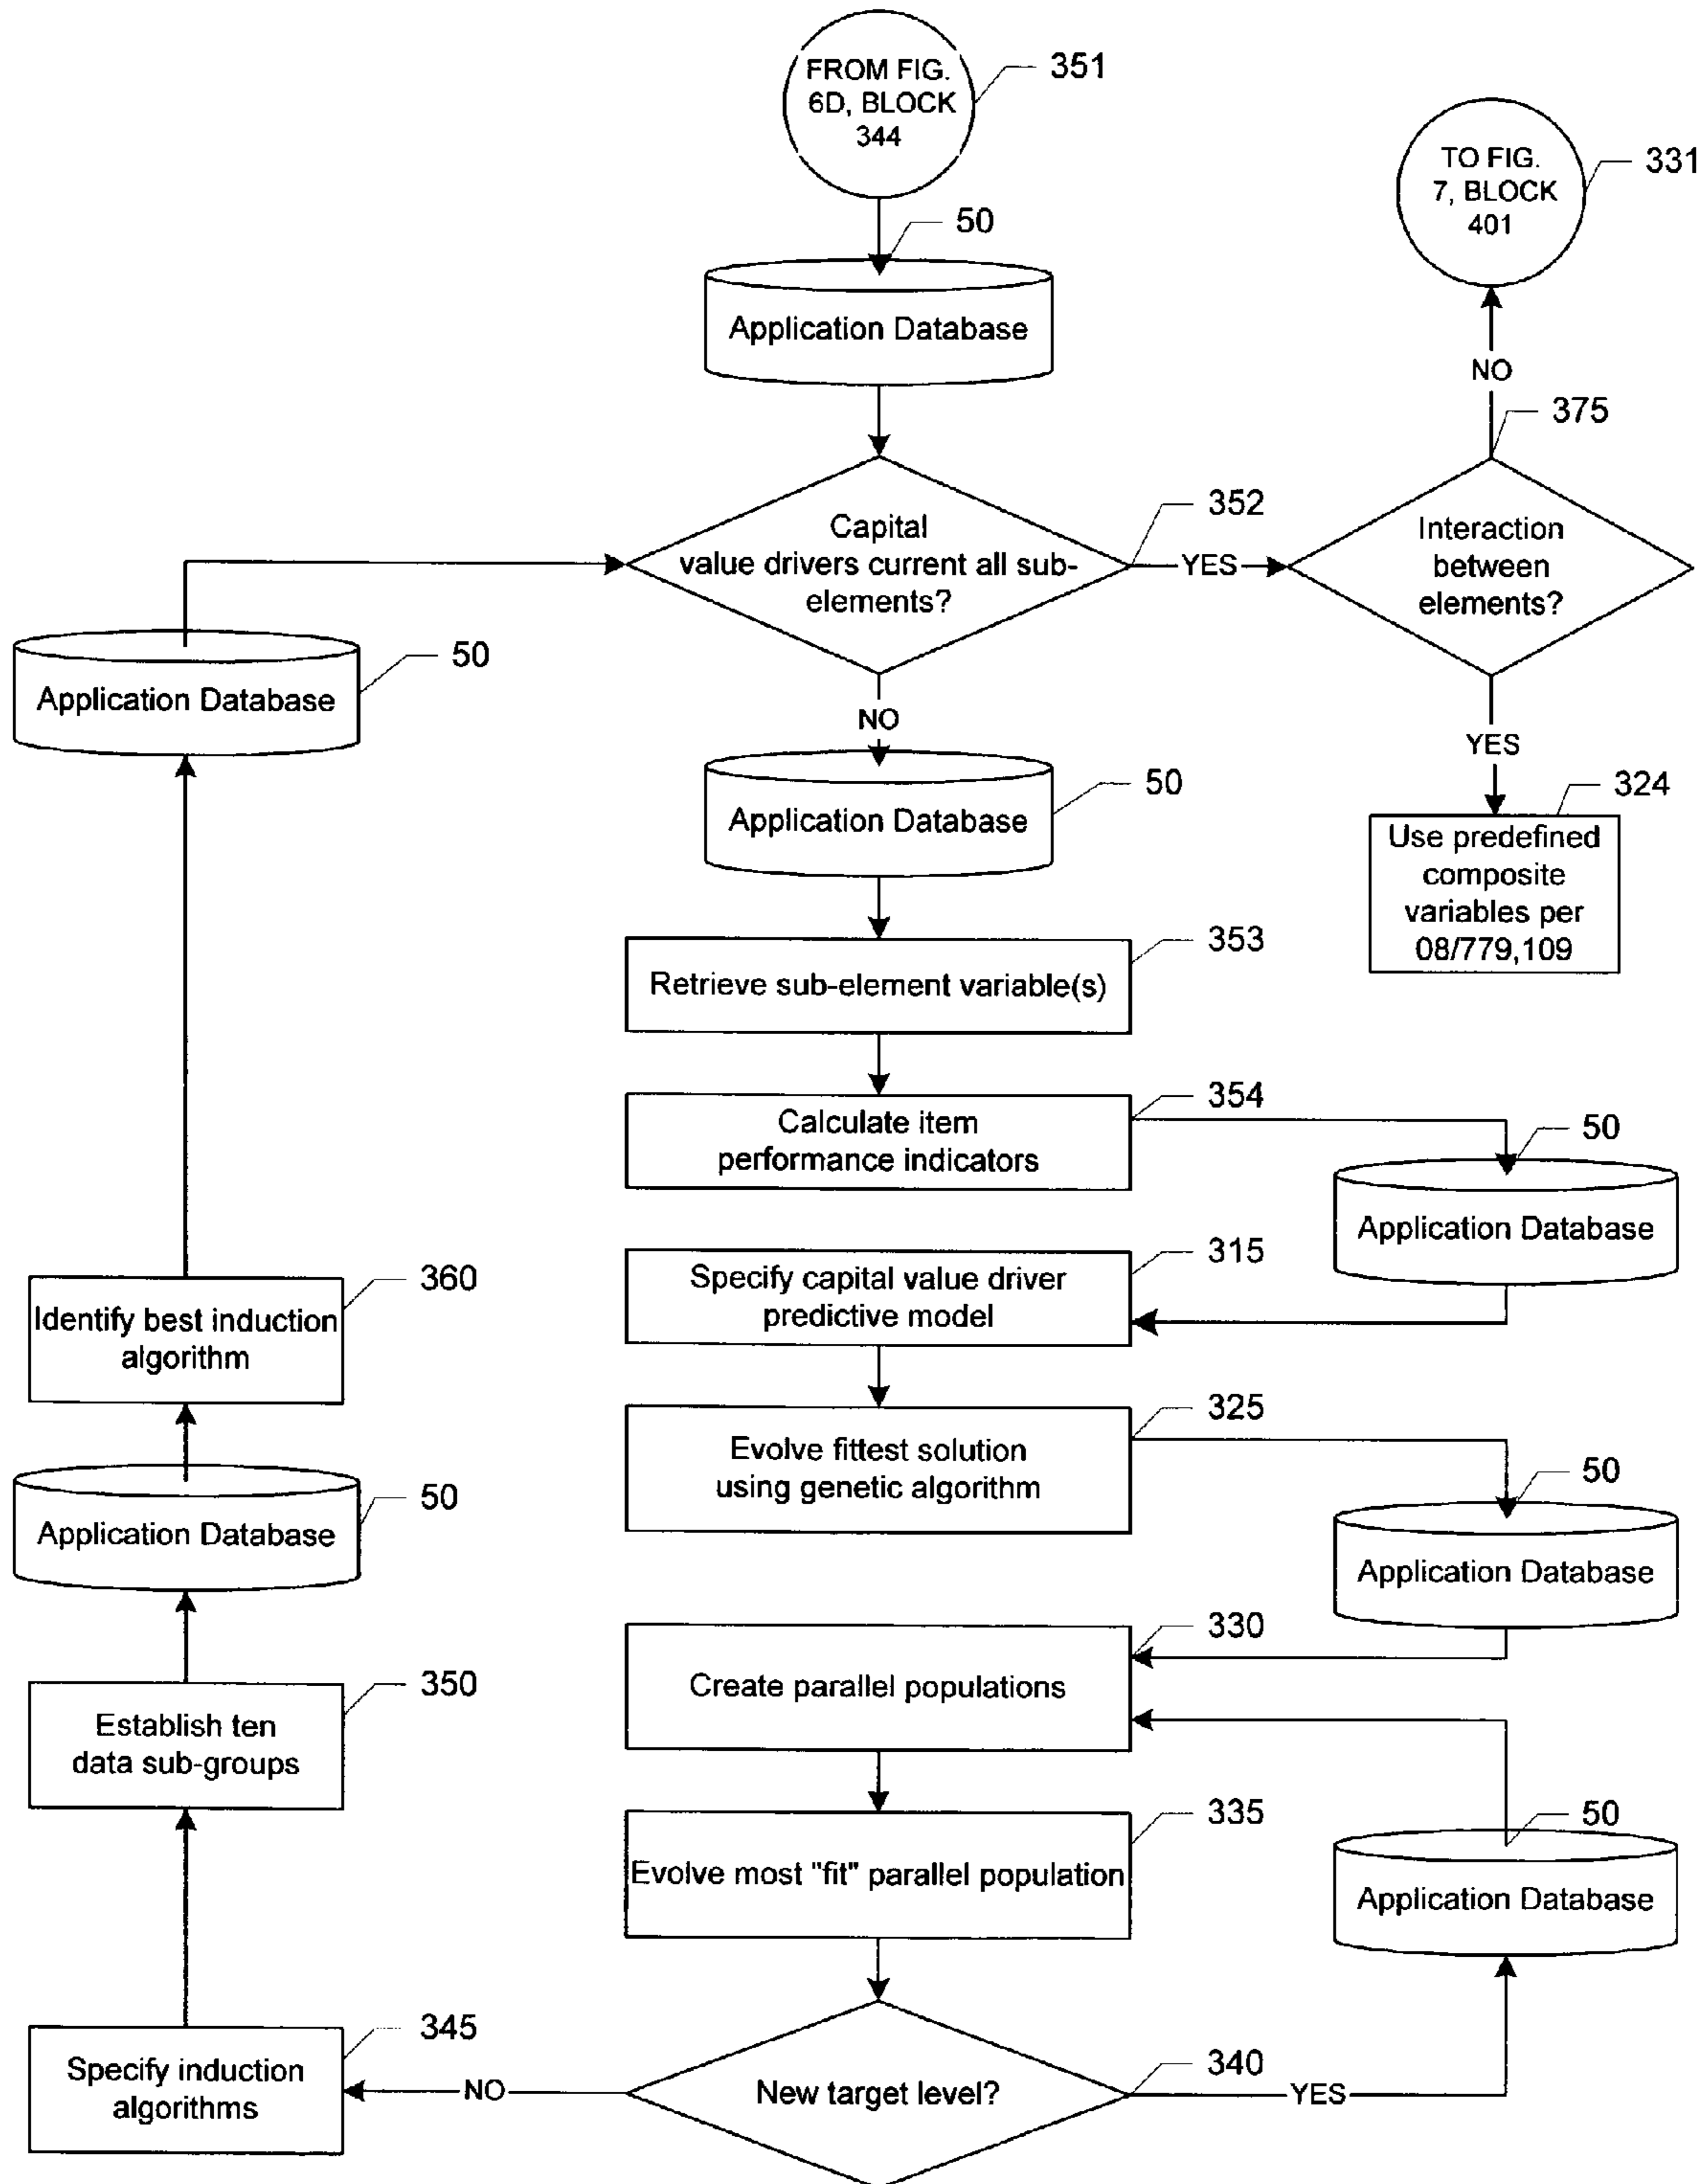 FROM FIG.
6D, BLOCK
344
351
TO FIG.
7, BLOCK
401
331
50
Application Database
NO
375
Capital
value drivers current all sub-
elements?
352
YES
Interaction
between
elements?
50
Application Database
NO
YES
50
Application Database
324
Use predefined
composite
variables per
08/779,109
353
Retrieve sub-element variable(s)
354
Calculate item
performance indicators
50
Application Database
315
Specify capital value driver
predictive model
360
Identify best induction
algorithm
325
Evolve fittest solution
using genetic algorithm
50
Application Database
50
Application Database
330
Create parallel populations
350
Establish ten
data sub-groups
335
Evolve most "fit" parallel population
50
Application Database
345
Specify induction
algorithms
NO
340
New target level?
YES